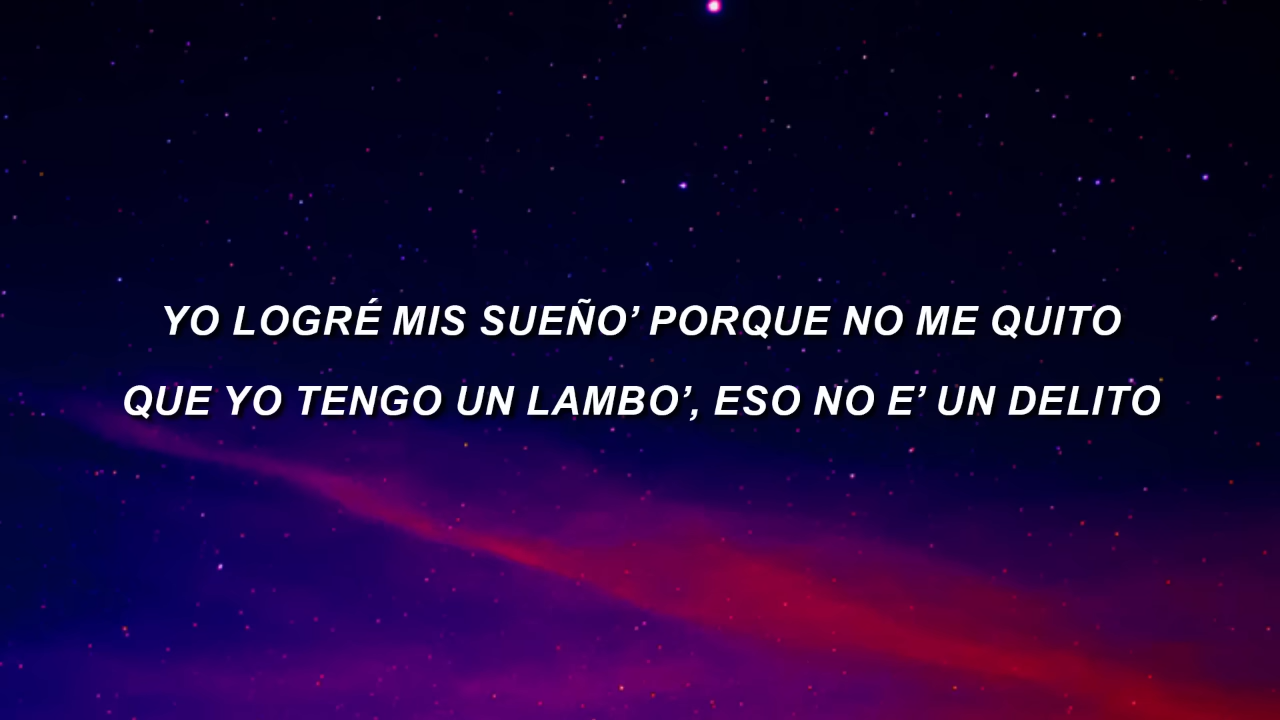 YO LOGRÉ MIS SUEÑO’ PORQUE NO ME QUITO
QUE YO TENGO UN LAMBO’, ESO NO E’ UN DELITO